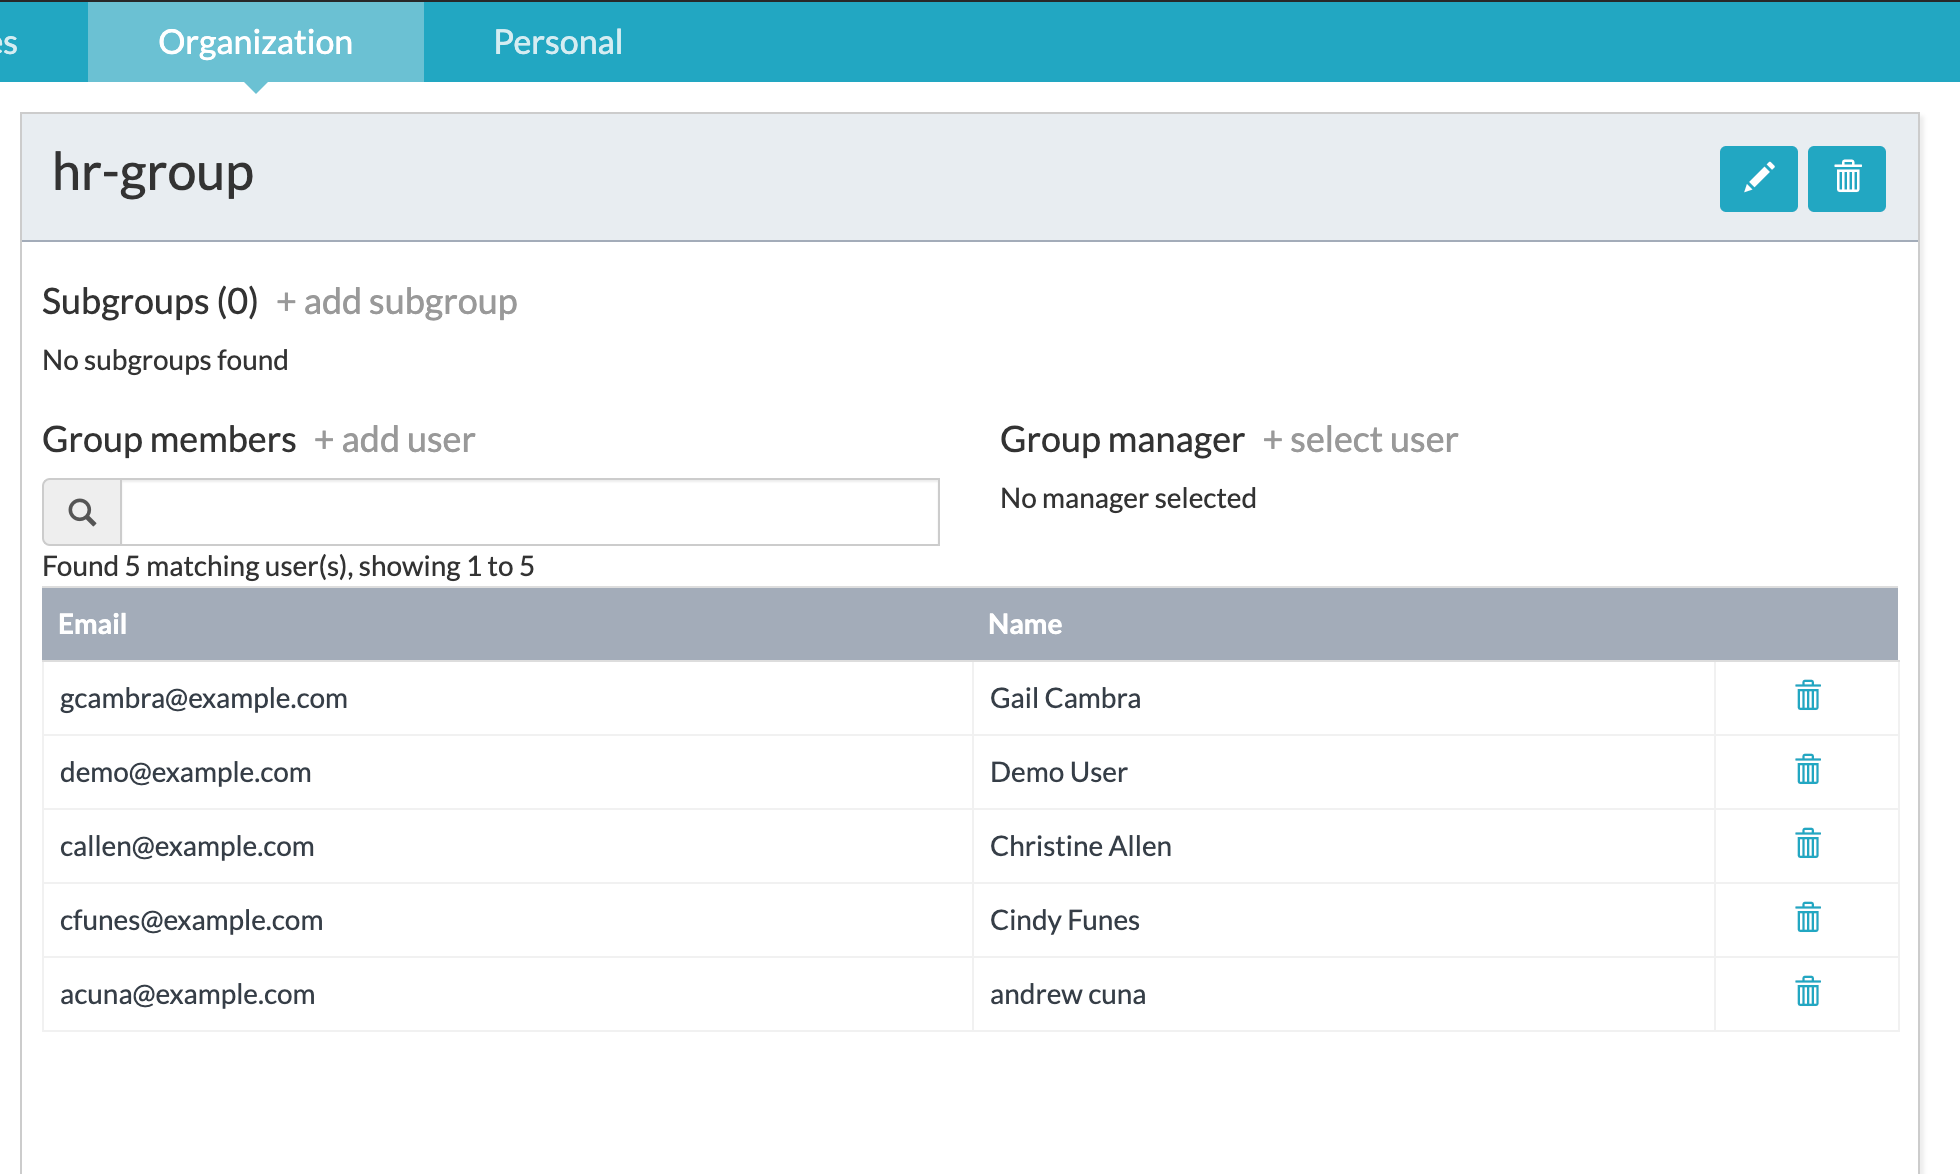 Organization Personal
hr-group
Subgroups (0) + add subgroup
No subgroups found
Group members + add user
Group manager + select user
No manager selected
Found 5 matching user(s), showing 1 to 5
Email Name
gcambra@example.com Gail Cambra
demo@example.com Demo User
callen@example.com Christine Allen
cfunes@example.com Cindy Funes
acuna@example.com andrew cuna